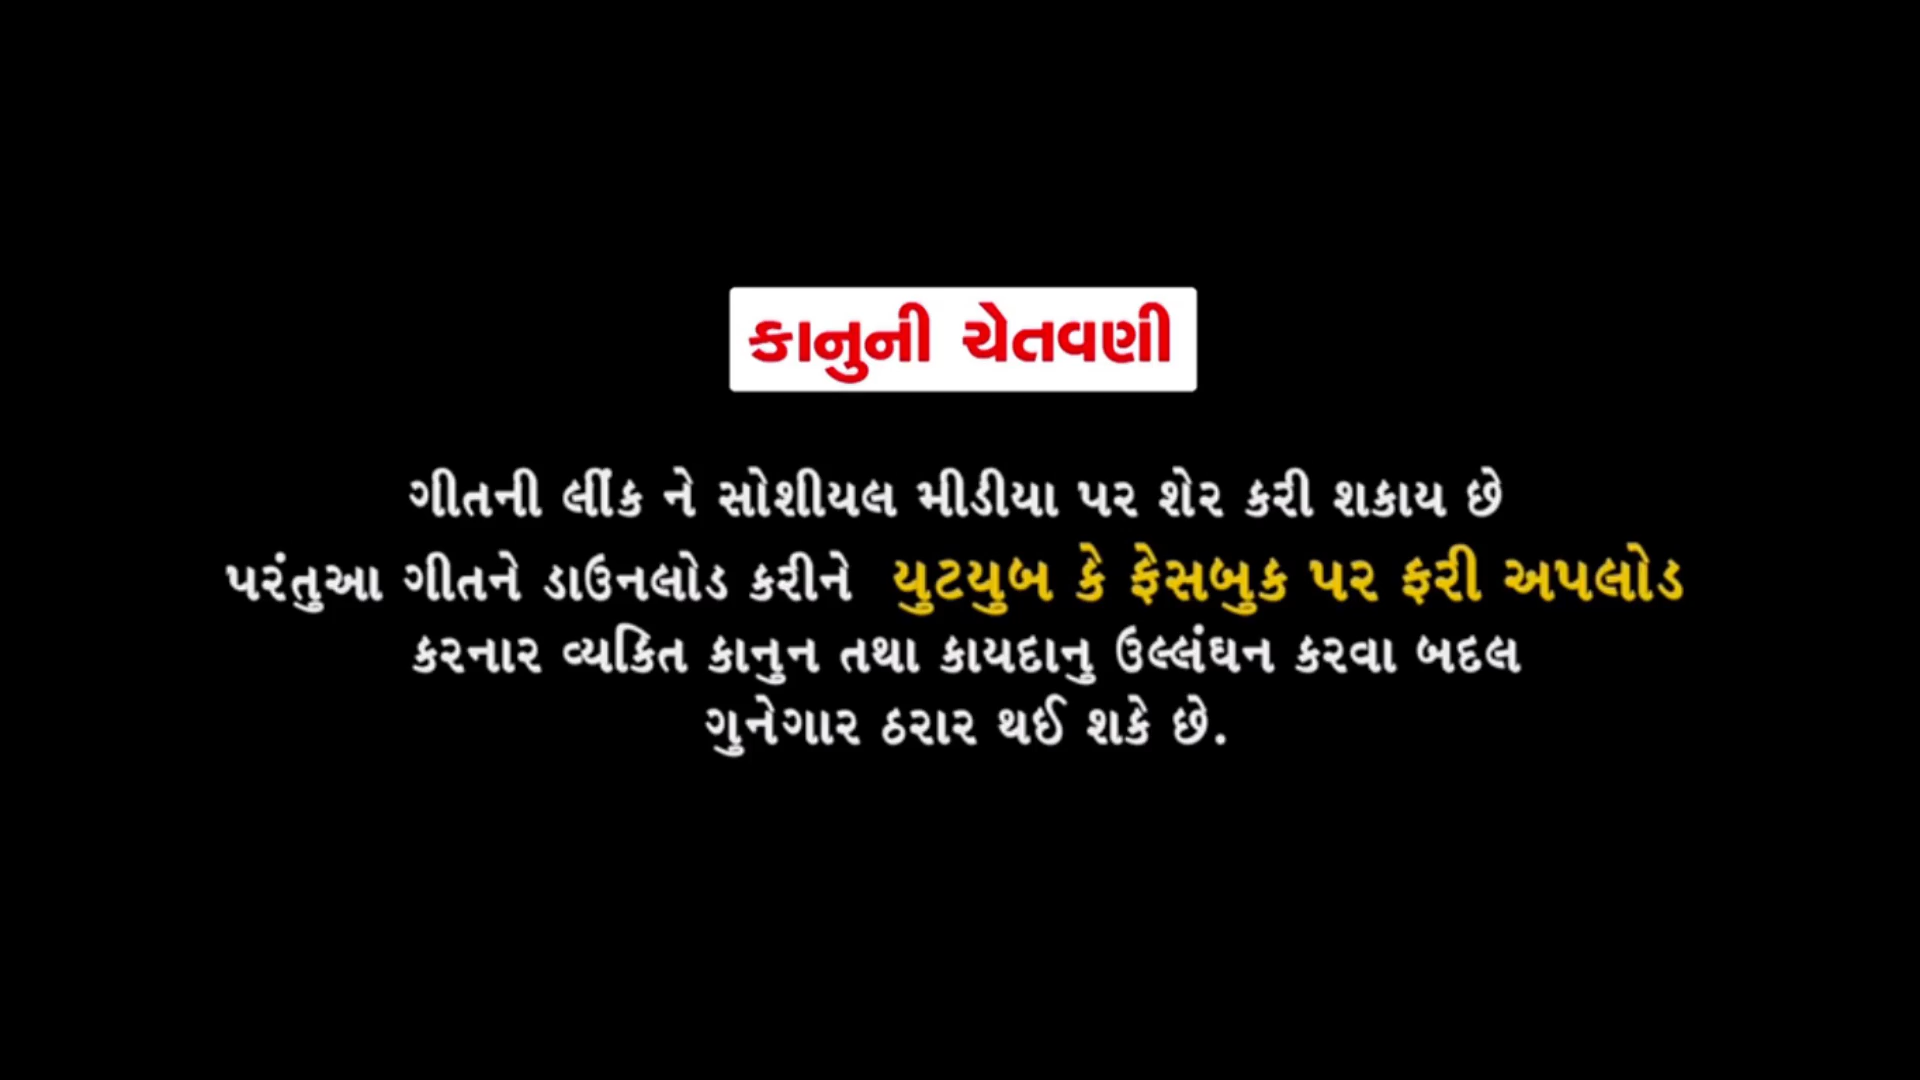 કાનુની ચેતવણી
ગીતની લીંક ને સોશીયલ મીડીયા પર શેર કરી શકાય છે
પરંતુઆ ગીતને ડાઉનલોડ કરીને યુટયુબ કે ફેસબુક પર ફરી અપલોડ
કરનાર વ્યકિત કાનુન તથા કાયદાનુ ઉલ્લંઘન કરવા બદલ
ગુનેગાર ઠરાર થઈ શકે છે.